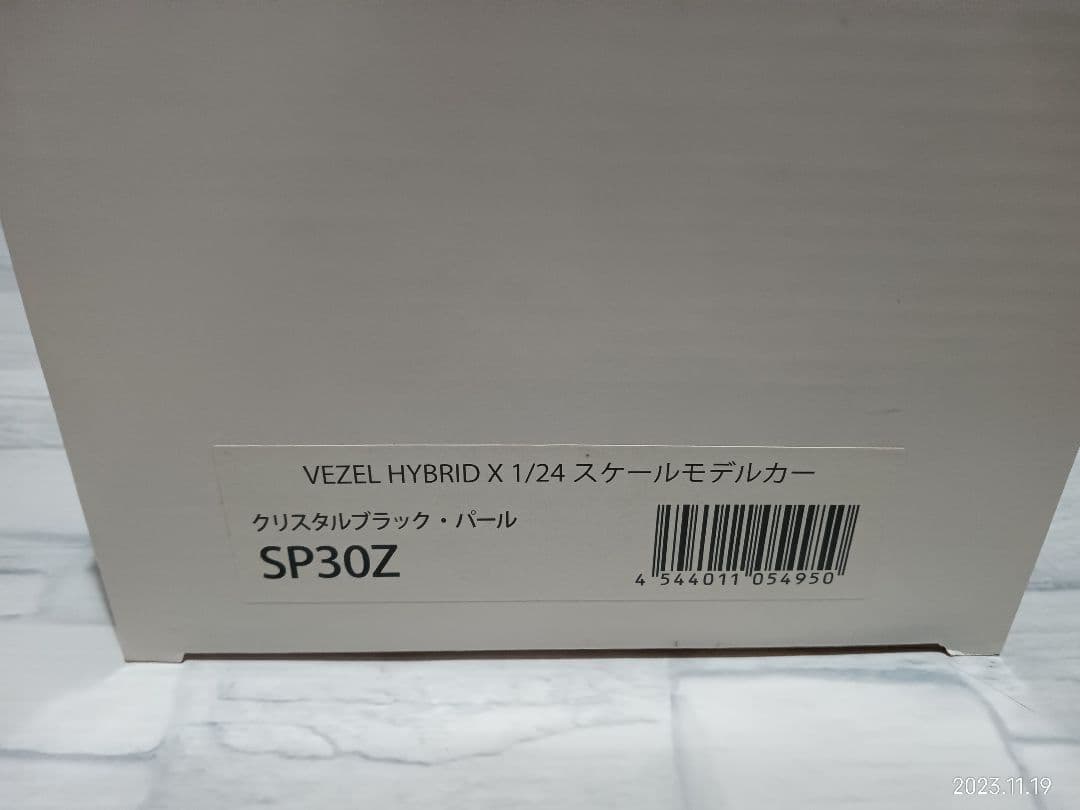 VEZEL HYBRID X 1/24 スケールモデルカー
クリスタルブラック・パール
SP30Z
4 544011 054950
2023.11.19